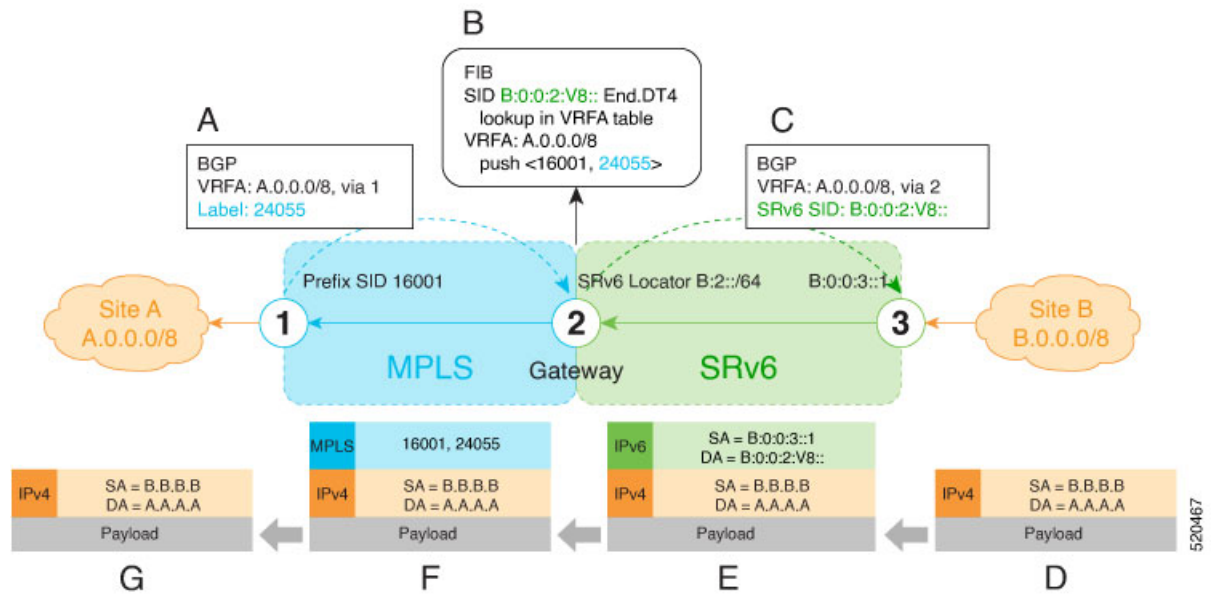 B
FIB
SID B:0:0:2:V8:: End.DT4
lookup in VRFA table
VRFA: A.0.0.0/8
push <16001, 24055>
A
BGP
VRFA: A.0.0.0/8, via 1
Label: 24055
C
BGP
VRFA: A.0.0.0/8, via 2
SRv6 SID: B:0:0:2:V8::
Prefix SID 16001
SRv6 Locator B:2::/64
B:0:0:3::1
Site A
A.0.0.0/8
1
2
3
Site B
B.0.0.0/8
MPLS
Gateway
SRv6
IPv4
SA = B.B.B.B
DA = A.A.A.A
Payload
G
MPLS
16001, 24055
IPv4
SA = B.B.B.B
DA = A.A.A.A
Payload
F
IPv6
SA = B:0:0:3::1
DA = B:0:0:2:V8::
IPv4
SA = B.B.B.B
DA = A.A.A.A
Payload
E
IPv4
SA = B.B.B.B
DA = A.A.A.A
Payload
D
520467